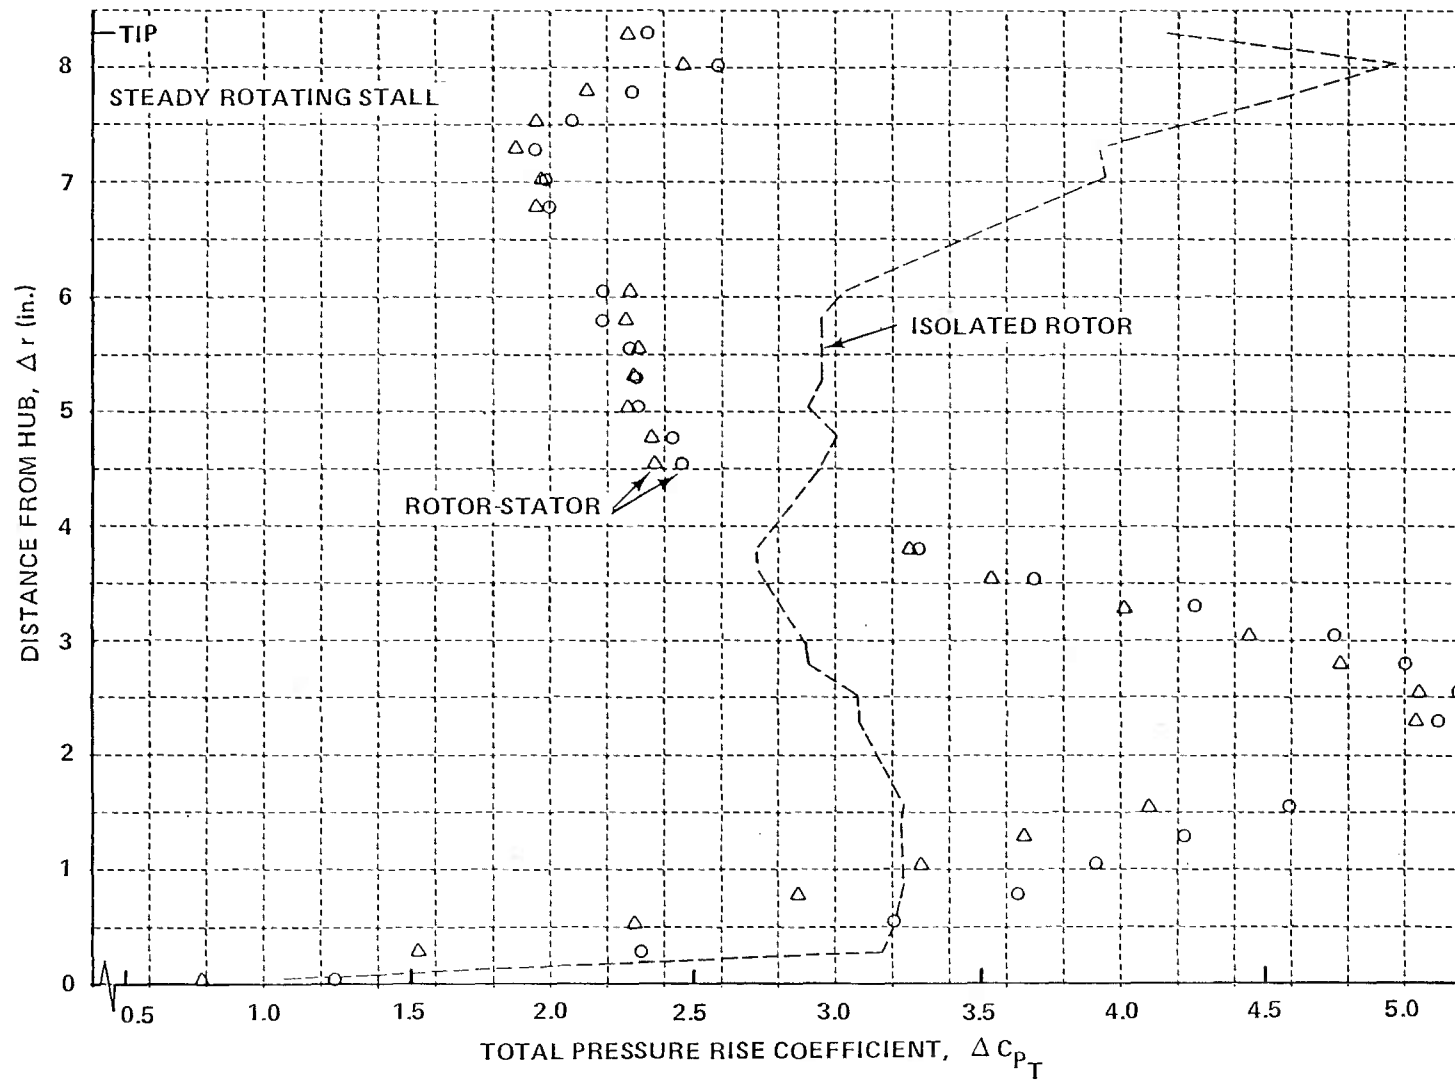 TIP
8
STEADY ROTATING STALL
7
6
ISOLATED ROTOR
5
ROTOR-STATOR
4
3
2
1
0
DISTANCE FROM HUB, Δ r (in.)
0.5 1.0 1.5 2.0 2.5 3.0 3.5 4.0 4.5 5.0
TOTAL PRESSURE RISE COEFFICIENT, Δ C_P_T